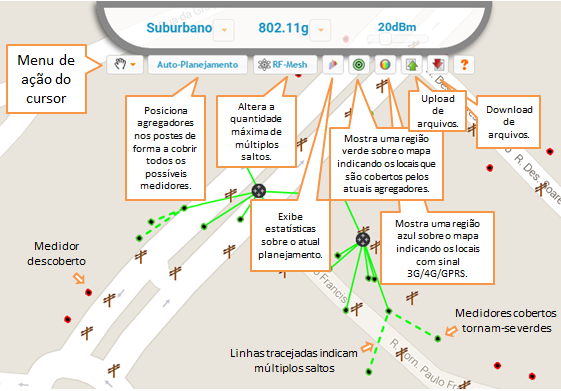 Suburbano
802.11g
20dBm
Menu de
ação do
cursor
Auto-Planejamento
RF-Mesh
?
Posiciona
agregadores
nos postes de
forma a cobrir
todos os
possíveis
medidores.
Altera a
quantidade
máxima de
múltiplos
saltos.
Mostra uma região
verde sobre o mapa
indicando os locais que
são cobertos pelos
atuais agregadores.
Upload
de
arquivos.
Download
de
arquivos.
Exibe
estatísticas
sobre o atual
planejamento.
Mostra uma região
azul sobre o mapa
indicando os locais
com sinal
3G/4G/GPRS.
Medidor
descoberto
Medidores cobertos
tornam-se verdes
Linhas tracejadas indicam
múltiplos saltos
R. Des. Soare
R. Dom. Paulo
Francis